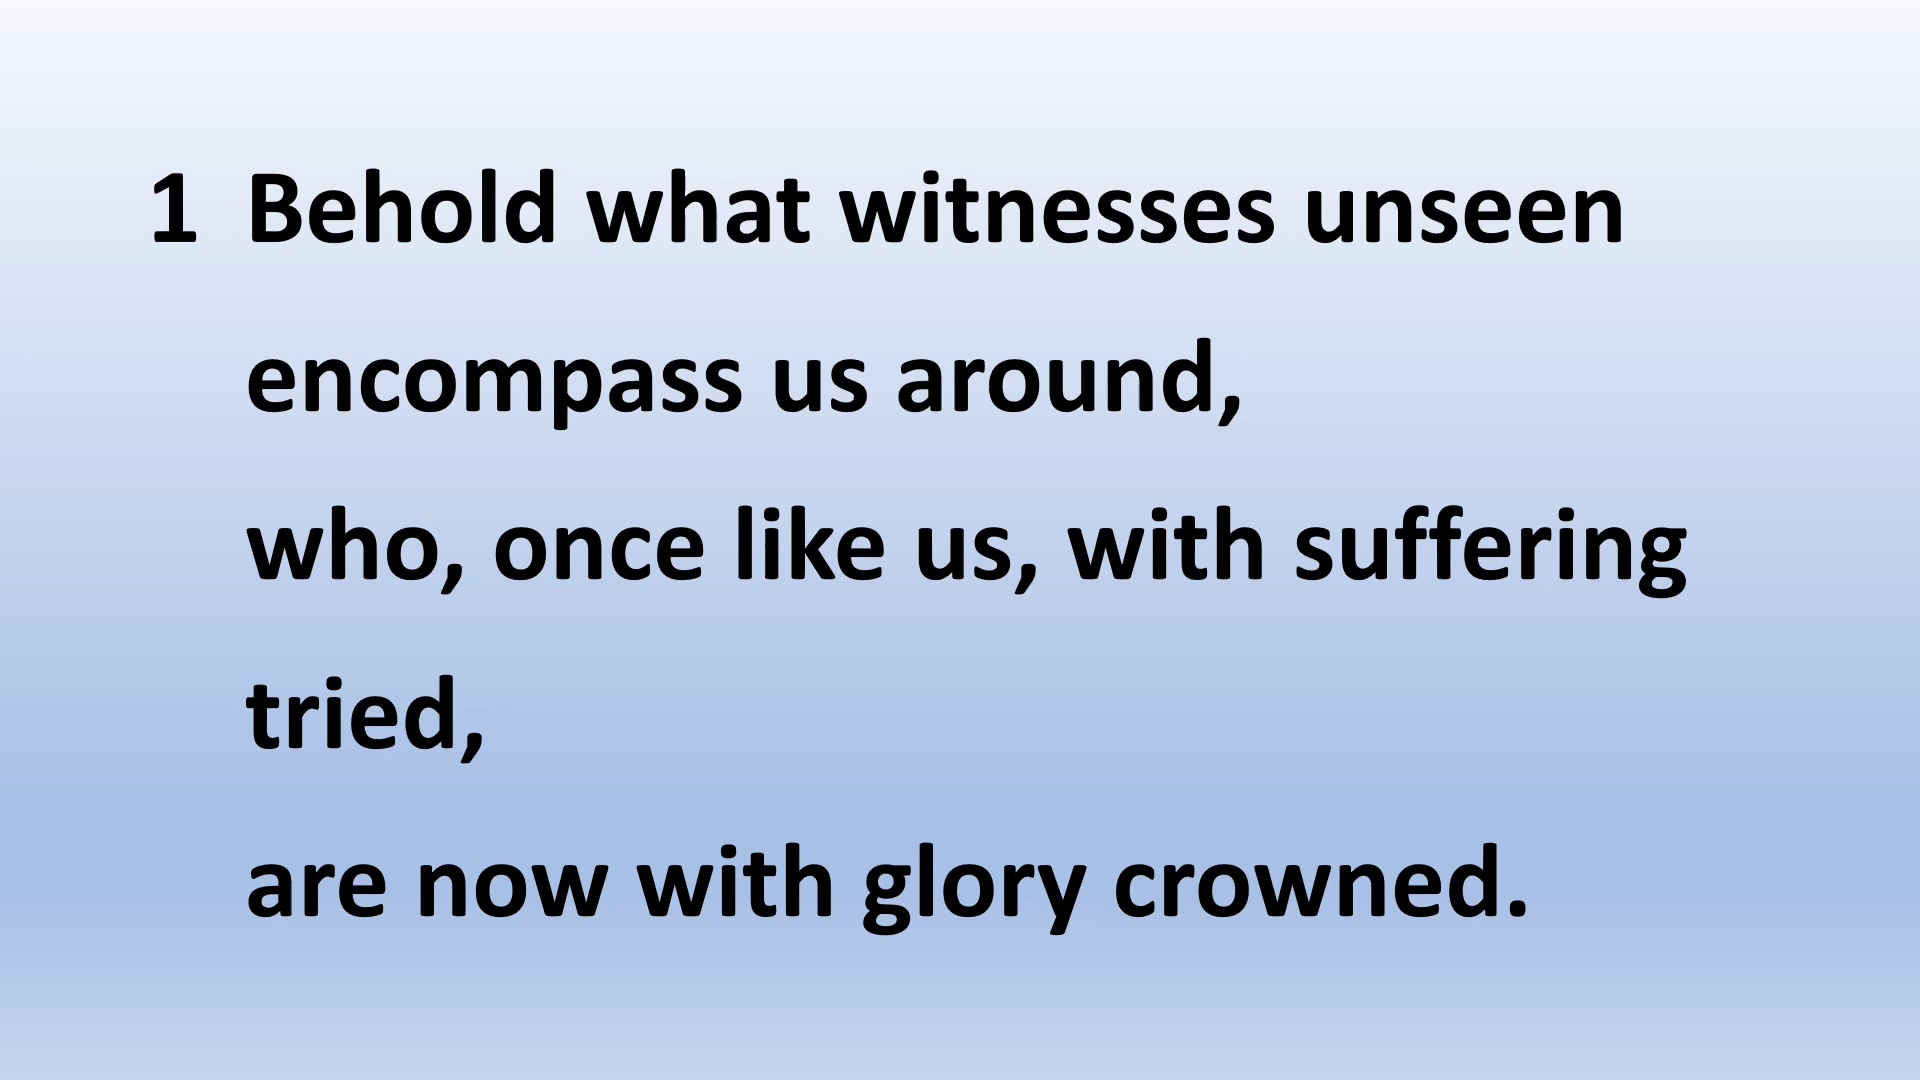 1 Behold what witnesses unseen
encompass us around,
who, once like us, with suffering
tried,
are now with glory crowned.